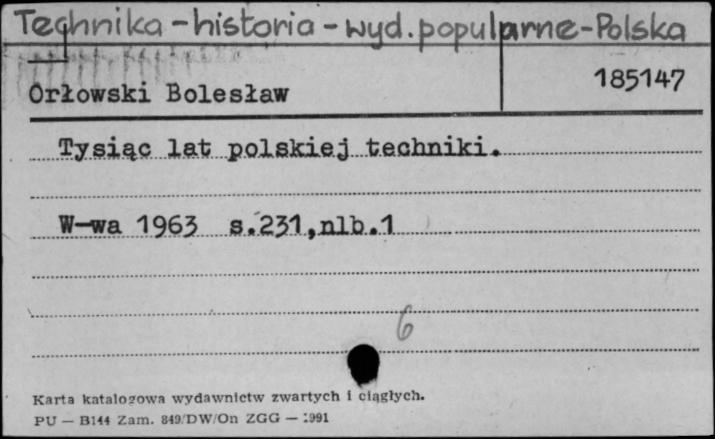 Technika-historia-wyd.popularne-Polska
185147
Orłowski Bolesław
Tysiąc lat polskiej techniki.
W-wa 1963 s.231,nlb.1
6
Karta katalogowa wydawnictw zwartych i ciągłych.
PU — B144 Zam. 849/DW/On ZGG — 1991